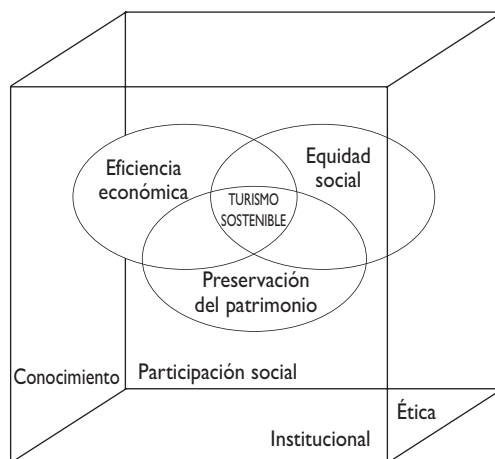 Eficiencia
económica
Equidad
social
TURISMO
SOSTENIBLE
Preservación
del patrimonio
Conocimiento
Participación social
Ética
Institucional